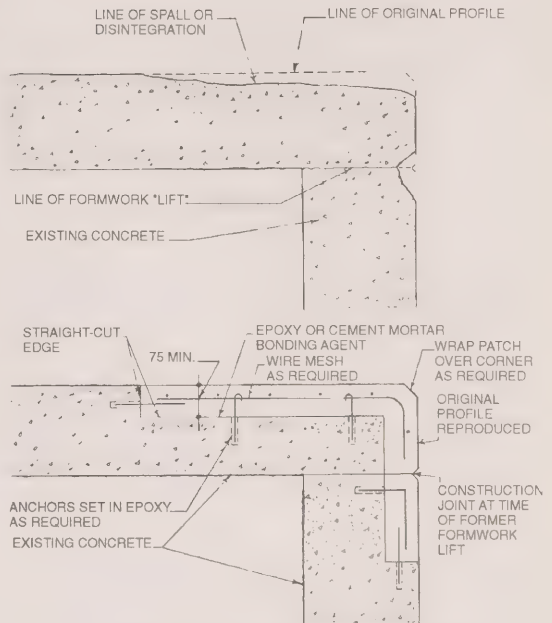 LINE OF SPALL OR
DISINTEGRATION
LINE OF ORIGINAL PROFILE
LINE OF FORMWORK "LIFT"
EXISTING CONCRETE
STRAIGHT-CUT
EDGE
75 MIN.
EPOXY OR CEMENT MORTAR
BONDING AGENT
WIRE MESH
AS REQUIRED
WRAP PATCH
OVER CORNER
AS REQUIRED
ORIGINAL
PROFILE
REPRODUCED
ANCHORS SET IN EPOXY
AS REQUIRED
EXISTING CONCRETE
CONSTRUCTION
JOINT AT TIME
OF FORMER
FORMWORK
LIFT